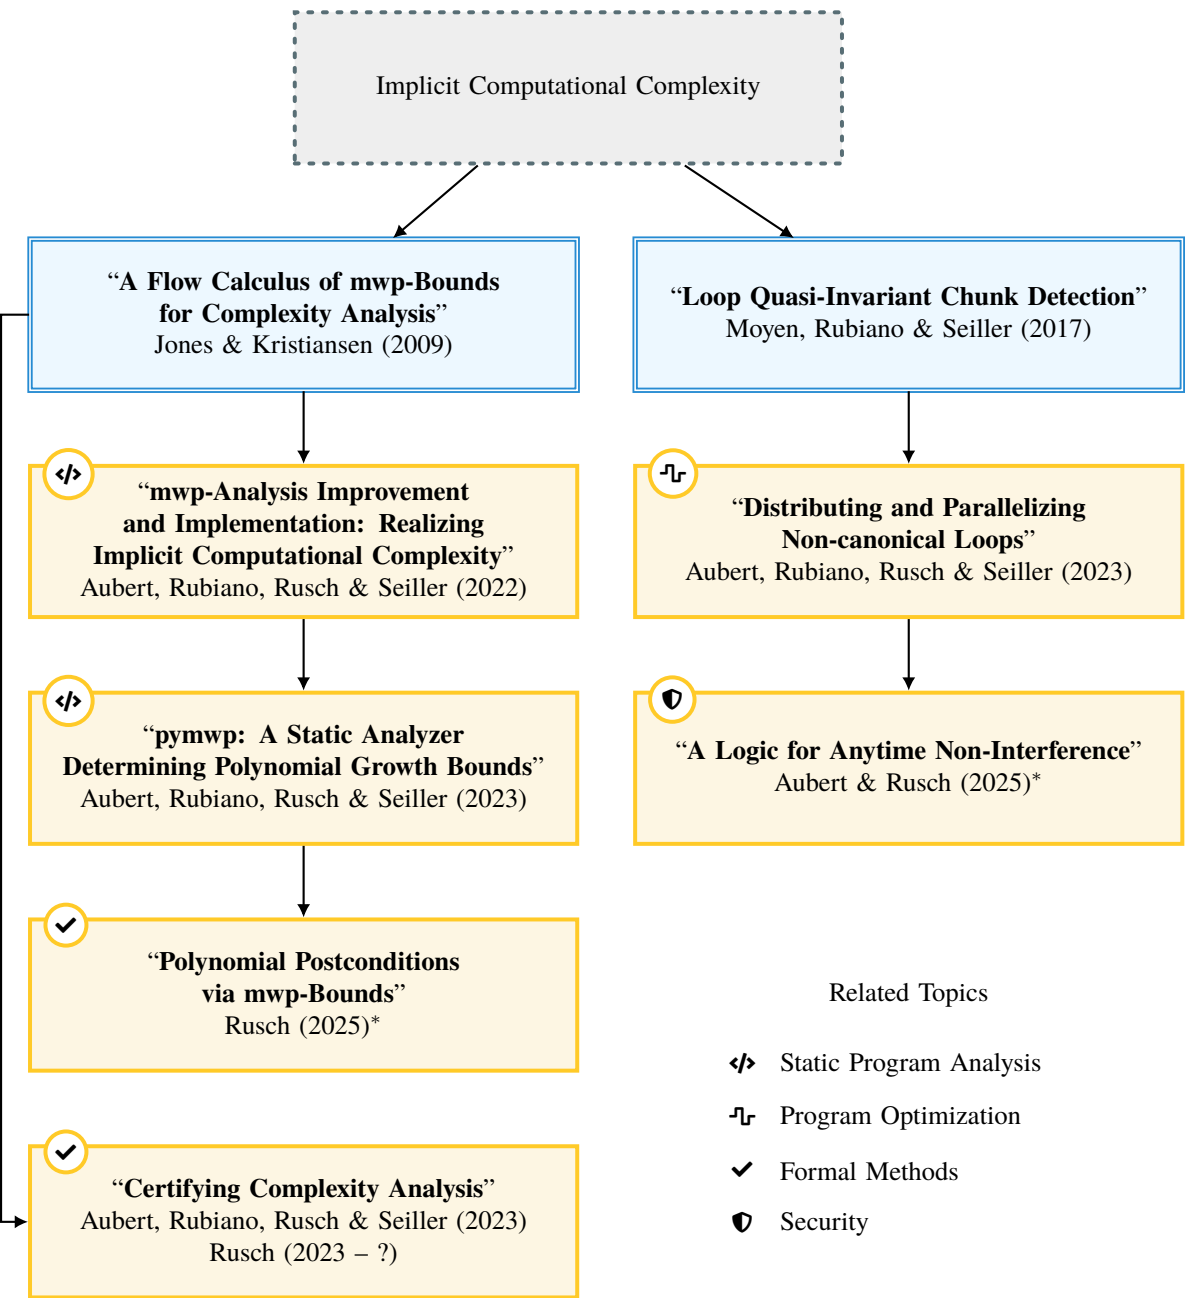 Implicit Computational Complexity
“A Flow Calculus of mwp-Bounds
for Complexity Analysis”
Jones & Kristiansen (2009)
“Loop Quasi-Invariant Chunk Detection”
Moyen, Rubiano & Seiller (2017)
“mwp-Analysis Improvement
and Implementation: Realizing
Implicit Computational Complexity”
Aubert, Rubiano, Rusch & Seiller (2022)
“Distributing and Parallelizing
Non-canonical Loops”
Aubert, Rubiano, Rusch & Seiller (2023)
“pymwp: A Static Analyzer
Determining Polynomial Growth Bounds”
Aubert, Rubiano, Rusch & Seiller (2023)
“A Logic for Anytime Non-Interference”
Aubert & Rusch (2025)*
“Polynomial Postconditions
via mwp-Bounds”
Rusch (2025)*
“Certifying Complexity Analysis”
Aubert, Rubiano, Rusch & Seiller (2023)
Rusch (2023 – ?)
Related Topics
Static Program Analysis
Program Optimization
Formal Methods
Security